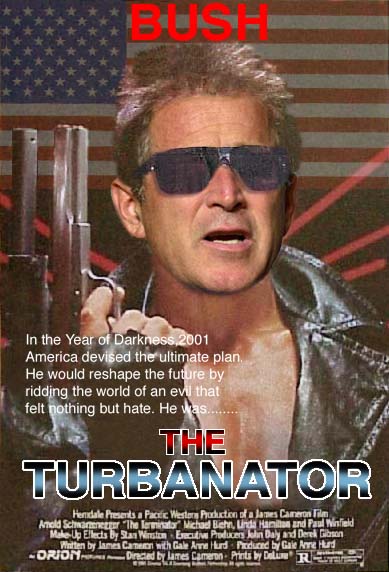 BUSH
In the Year of Darkness,2001
America devised the ultimate plan.
He would reshape the future by
ridding the world of an evil that
felt nothing but hate. He was........
THE
TURBANATOR
Hemdale Presents a Pacific Western Production of a James Cameron Film
Arnold Schwarzenegger "The Terminator" Michael Biehn, Linda Hamilton and Paul Winfield
Make-Up Effects By Stan Winston - Executive Producers John Daly and Derek Gibson
Written by James Cameron with Gale Anne Hurd - Produced by Gale Anne Hurd
ORION PICTURES Directed by James Cameron - Prints by DeLuxe®
R